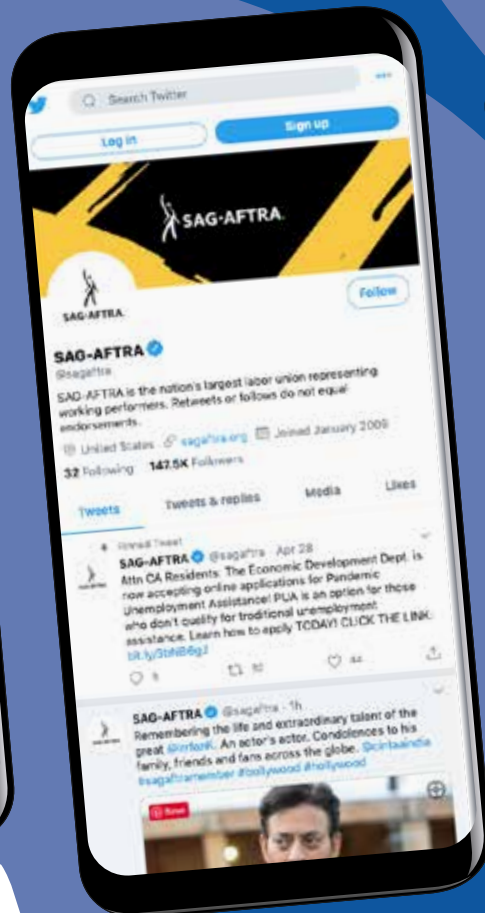 Search Twitter
Log in
Sign up
SAG·AFTRA
SAG·AFTRA
Follow
SAG-AFTRA
@sagaftra
SAG-AFTRA is the nation's largest labor union representing
working performers. Retweets or follows do not equal
endorsements.
United States sagaftra.org Joined January 2009
32 Following 147.5K Followers
Tweets Tweets & replies Media Likes
Pinned Tweet
SAG-AFTRA @sagaftra · Apr 28
Attn CA Residents: The Economic Development Dept. is
now accepting online applications for Pandemic
Unemployment Assistance! PUA is an option for those
who don't qualify for traditional unemployment
assistance. Learn how to apply TODAY! CLICK THE LINK:
SAG-AFTRA @sagaftra · 1h
Remembering the life and extraordinary talent of the
great @irrfank. An actor's actor. Condolences to his
family, friends and fans across the globe. @cintaaindia
#sagaftramember #bollywood #hollywood
Save